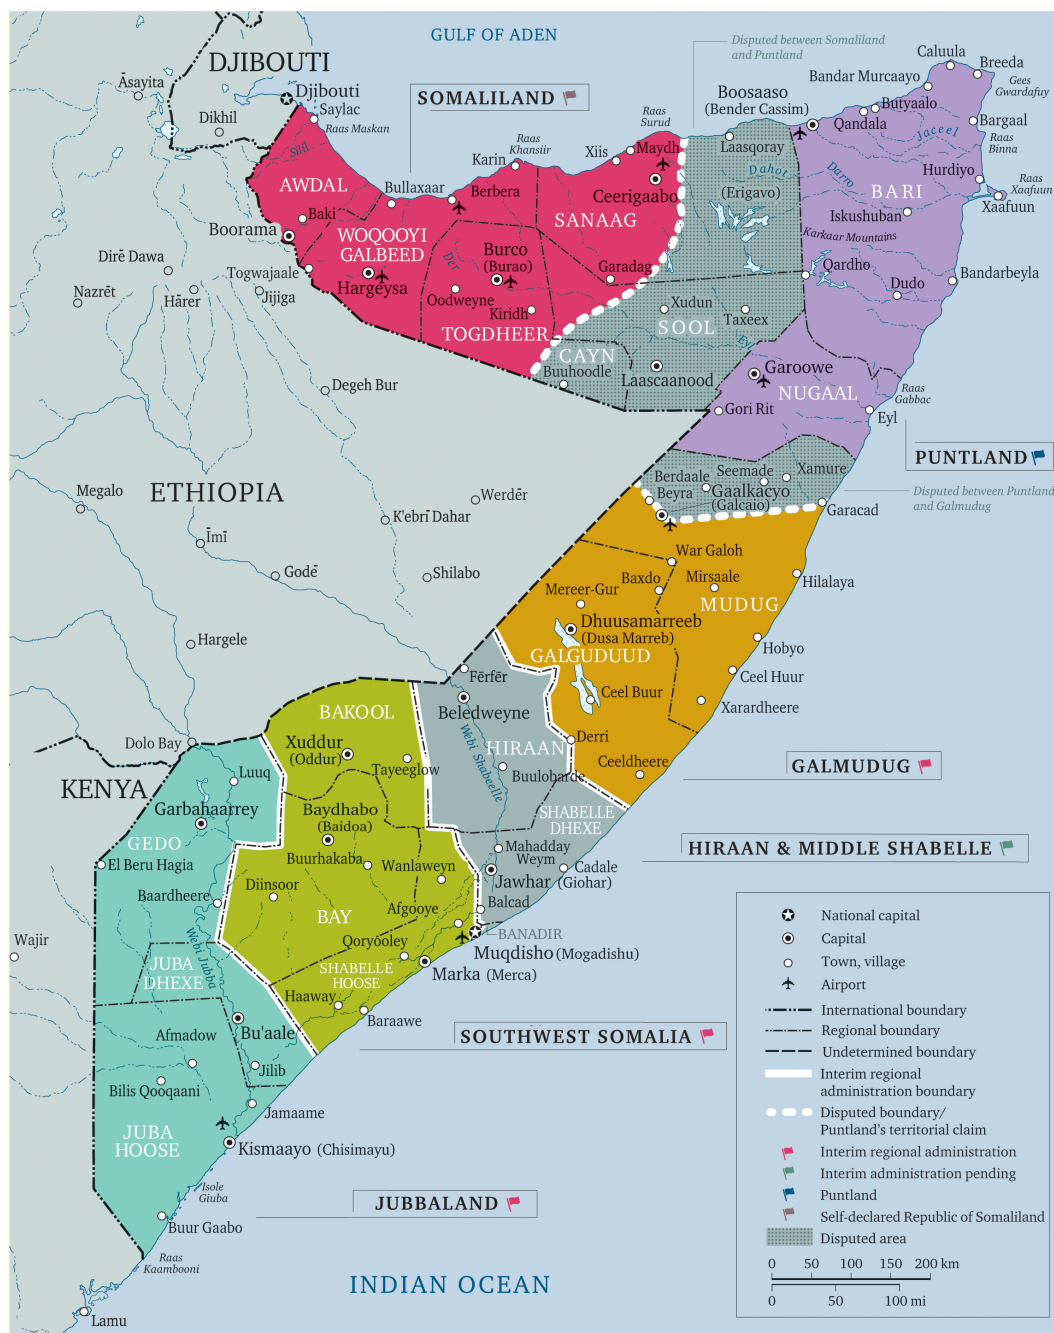 GULF OF ADEN
Disputed between Somaliland
and Puntland
DJIBOUTI
Āsayita
Djibouti
Saylac
Raas Maskan
Dikhil
SOMALILAND
Raas
Surud
Boosaaso
(Bender Cassim)
Bandar Murcaayo
Caluula
Breeda
Gees
Gwardafuy
Butyaalo
Qandala
Jaceel
Bargaal
Raas
Binna
Silil
Raas
Khansiir
Karin
Xiis
Maydh
Laasqoray
Dahot
Darro
Hurdiyo
Raas
Xaafuun
Xaafuun
AWDAL
Bullaxaar
Berbera
Ceerigaabo
(Erigavo)
BARI
Iskushuban
Baki
Boorama
WOQOOYI
GALBEED
SANAAG
Karkaar Mountains
Burco
(Burao)
Der
Dirē Dawa
Togwajaale
Hargeysa
Garadag
Qardho
Bandarbeyla
Nazrēt
Hārer
Jijiga
Oodweyne
Kiridh
Xudun
Taxeex
Dudo
TOGDHEER
SOOL
Eyl
CAYN
Buuhoodle
Laascaanood
Garoowe
NUGAAL
Raas
Gabbac
Degeh Bur
Gori Rit
Eyl
PUNTLAND
Megalo
ETHIOPIA
Werdēr
Berdaale
Seemade
Xamure
Beyra
Gaalkacyo
(Galcaio)
Garacad
Disputed between Puntland
and Galmudug
K'ebrī Dahar
Īmī
Godē
Shilabo
War Galoh
Baxdo
Mirsaale
Hilalaya
Mereer-Gur
MUDUG
Dhuusamarreeb
(Dusa Marreb)
Hargele
GALGUDUUD
Hobyo
Ceel Huur
Fērfēr
Ceel Buur
Xarardheere
BAKOOL
Beledweyne
Dolo Bay
Xuddur
(Oddur)
Webi Shabeelle
HIRAAN
Derri
Tayeeglow
Buulobarde
Ceeldheere
GALMUDUG
KENYA
Luuq
Garbahaarrey
Baydhabo
(Baidoa)
SHABELLE
DHEXE
GEDO
Mahadday
Weym
HIRAAN & MIDDLE SHABELLE
El Beru Hagia
Buurhakaba
Wanlaweyn
Cadale
Jawhar (Giohar)
Baardheere
Diinsoor
Balcad
BAY
Afgooye
BANADIR
Wajir
Webi Jubba
Qoryooley
Muqdisho (Mogadishu)
JUBA
DHEXE
SHABELLE
HOOSE
Marka (Merca)
Haaway
Baraawe
Bu'aale
Afmadow
SOUTHWEST SOMALIA
Jilib
Bilis Qooqaani
Jamaame
JUBA
HOOSE
Kismaayo (Chisimayu)
Isole
Giuba
JUBBALAND
Buur Gaabo
Raas
Kaambooni
INDIAN OCEAN
Lamu
National capital
Capital
Town, village
Airport
International boundary
Regional boundary
Undetermined boundary
Interim regional
administration boundary
Disputed boundary/
Puntland's territorial claim
Interim regional administration
Interim administration pending
Puntland
Self-declared Republic of Somaliland
Disputed area
0 50 100 150 200 km
0 50 100 mi